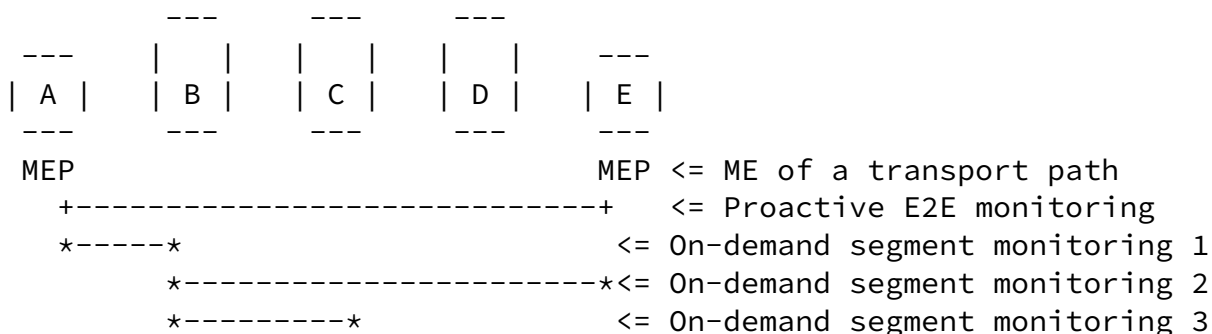 ---     ---     ---
---     |   |   |   |   |   |     ---
| A |   | B |   | C |   | D |   | E |
---     ---     ---     ---     ---
MEP                             MEP <= ME of a transport path
+------------------------------+   <= Proactive E2E monitoring
*-----*                        <= On-demand segment monitoring 1
*-----------------------*<= On-demand segment monitoring 2
*---------*              <= On-demand segment monitoring 3